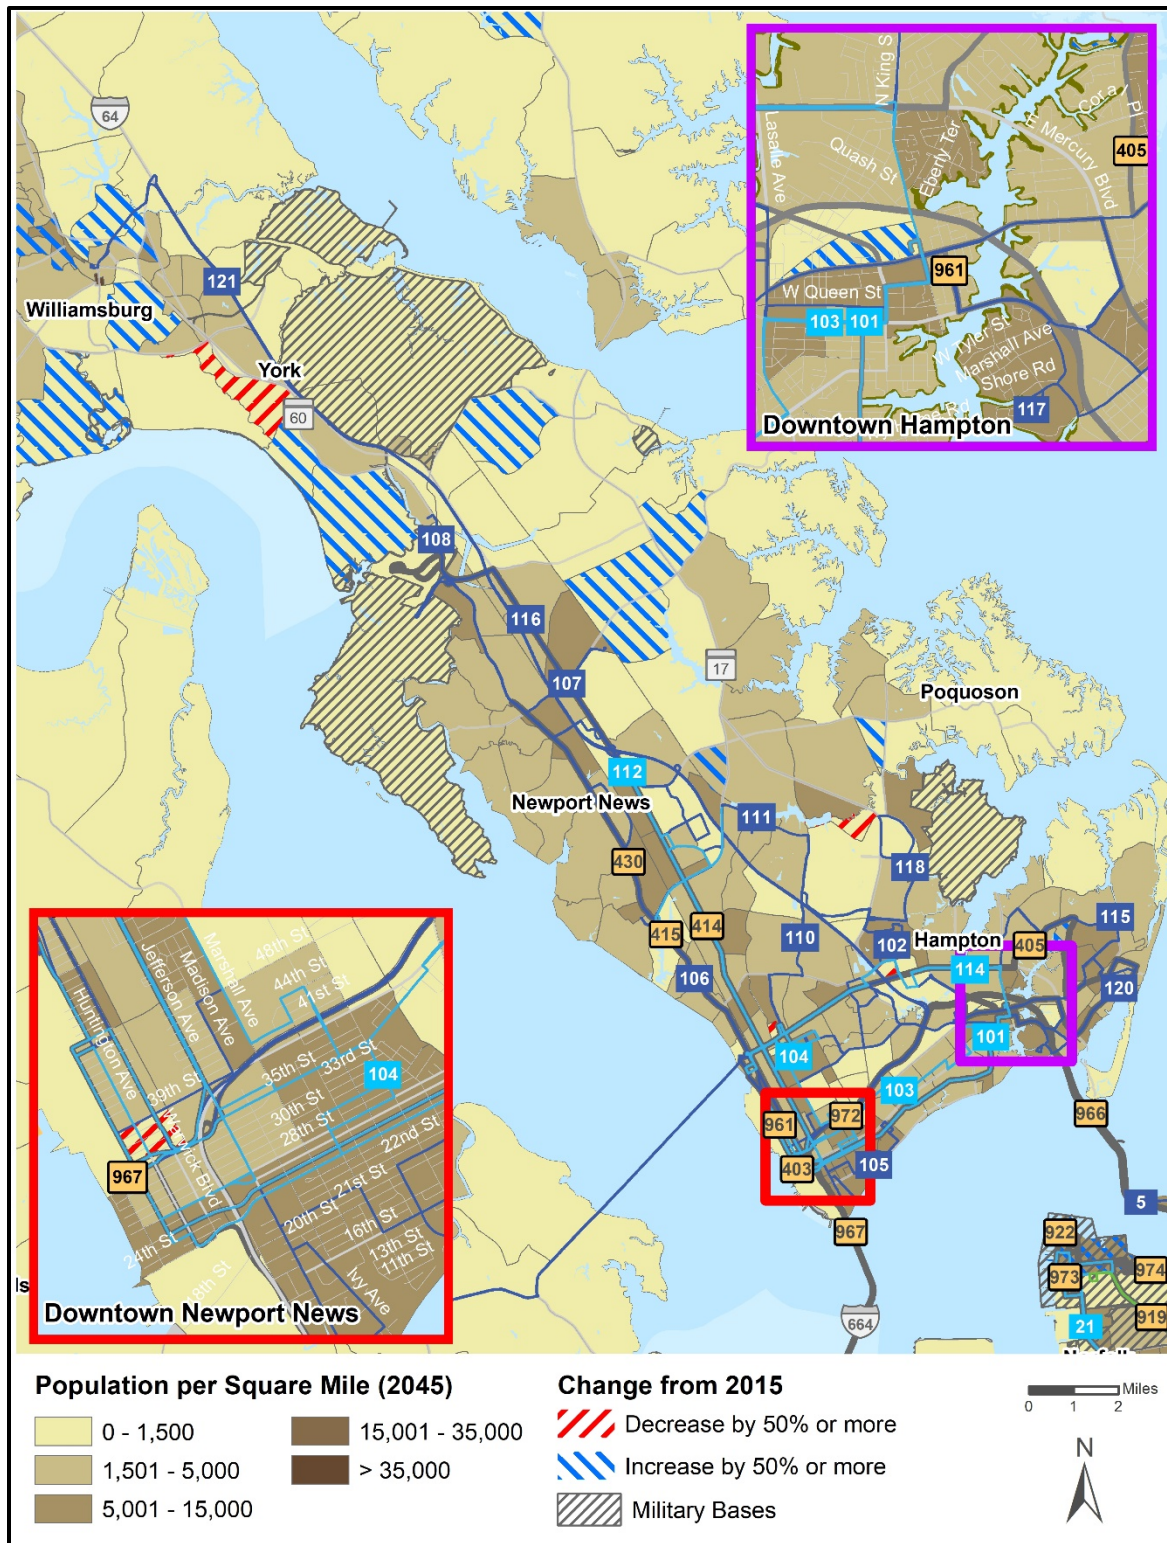 64
121
Williamsburg
York
60
108
116
107
17
Poquoson
112
Newport News
111
430
118
414
415
110
102
Hampton
405
115
106
114
120
101
104
103
961
972
966
403
105
967
5
664
922
973
974
919
21
N King St
Cora
Pl
E Mercury Blvd
405
Lasalle Ave
Quash St
Eberly Ter
961
W Queen St
103
101
W Tyler St
Marshall Ave
Shore Rd
117
Downtown Hampton
48th St
Marshall Ave
44th St
41st St
Madison Ave
Jefferson Ave
Huntington Ave
35th St
33rd St
104
39th St
30th St
28th St
Warwick Blvd
22nd St
967
21st St
20th St
16th St
24th St
13th St
11th St
18th St
Ivy Ave
Downtown Newport News
Population per Square Mile (2045)
0 - 1,500
1,501 - 5,000
5,001 - 15,000
15,001 - 35,000
> 35,000
Change from 2015
Decrease by 50% or more
Increase by 50% or more
Military Bases
Miles
0 1 2
N